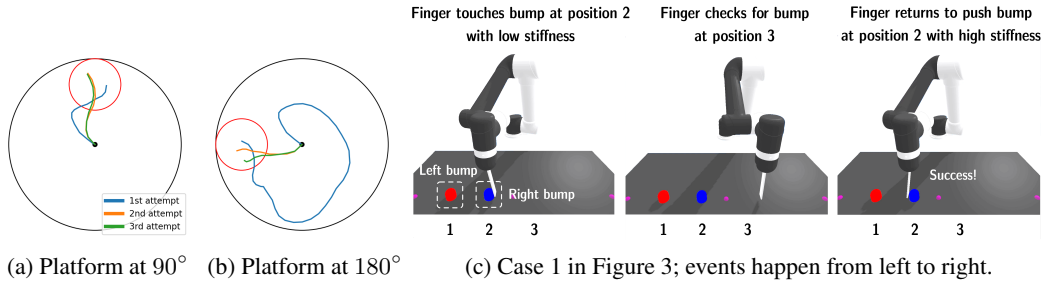 Finger touches bump at position 2
with low stiffness
Finger checks for bump
at position 3
Finger returns to push bump
at position 2 with high stiffness
1st attempt
2nd attempt
3rd attempt
Left bump
Right bump
Success!
1 2 3
1 2 3
1 2 3
(a) Platform at 90° (b) Platform at 180° (c) Case 1 in Figure 3; events happen from left to right.